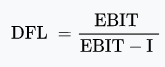 DFL = EBIT / EBIT − I